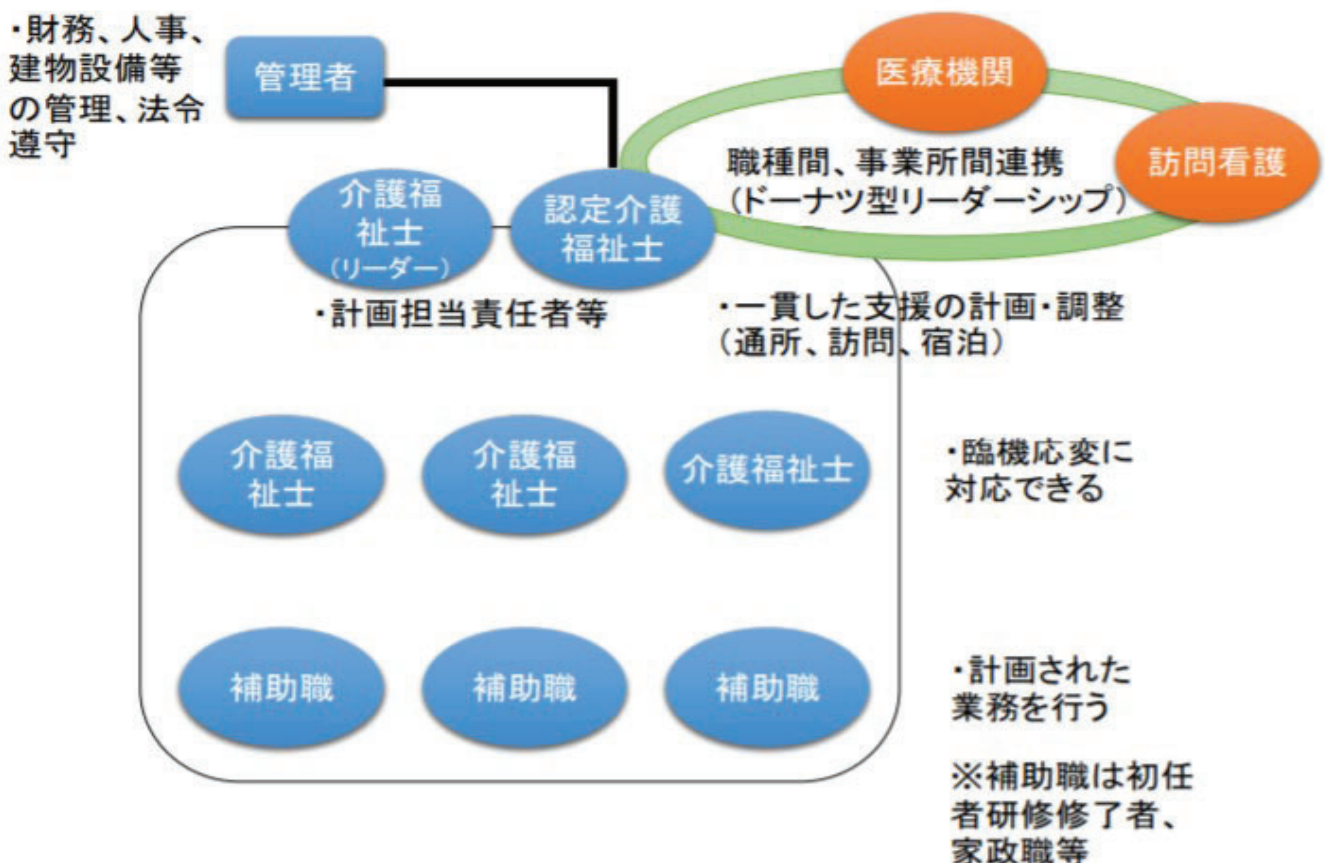 ・財務、人事、
建物設備等
の管理、法令
遵守
管理者
医療機関
訪問看護
職種間、事業所間連携
(ドーナツ型リーダーシップ)
介護福
祉士
(リーダー)
認定介護
福祉士
・計画担当責任者等
・一貫した支援の計画・調整
(通所、訪問、宿泊)
介護福
祉士
介護福
祉士
介護福祉士
・臨機応変に
対応できる
補助職
補助職
補助職
・計画された
業務を行う
※補助職は初任
者研修修了者、
家政職等